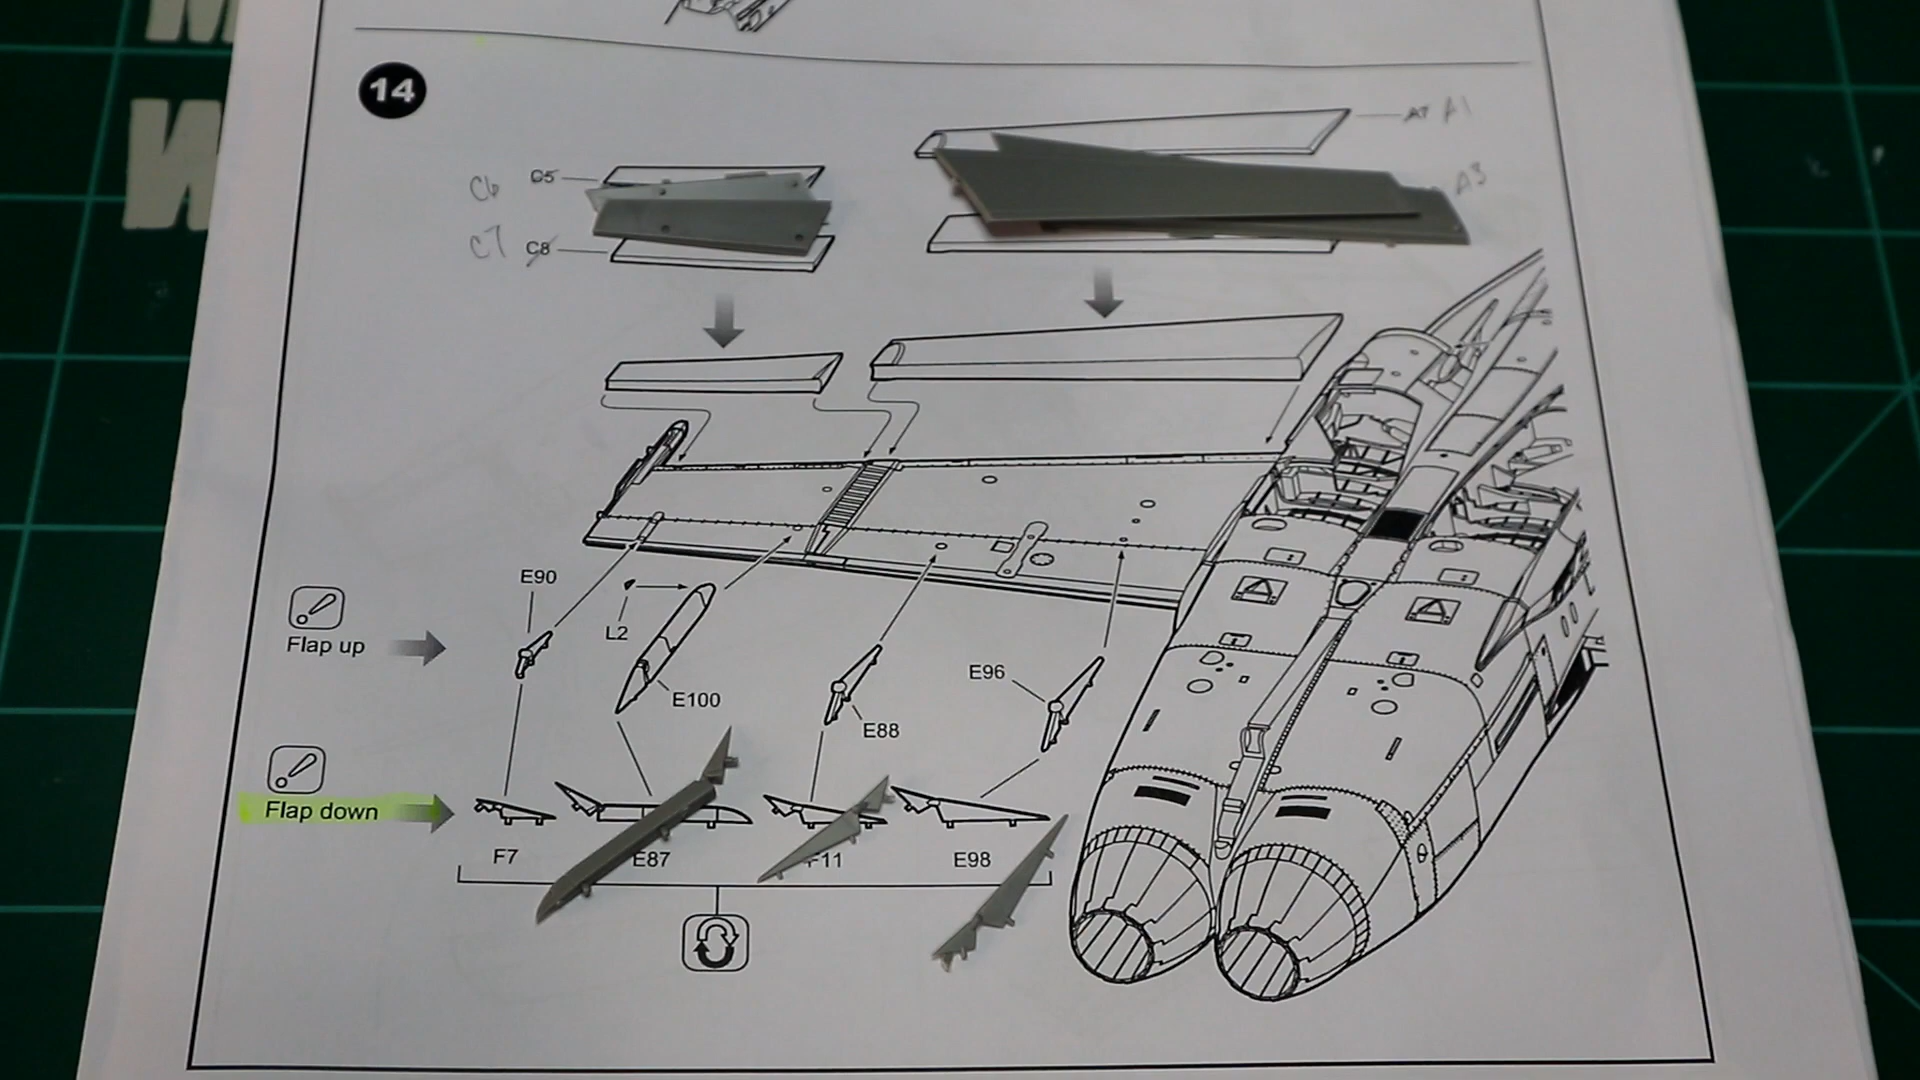 14
A7 A1
C6 C5
A3
C7 C8
E90
L2
Flap up
E96
E100
E88
Flap down
F7 E87 F11 E98